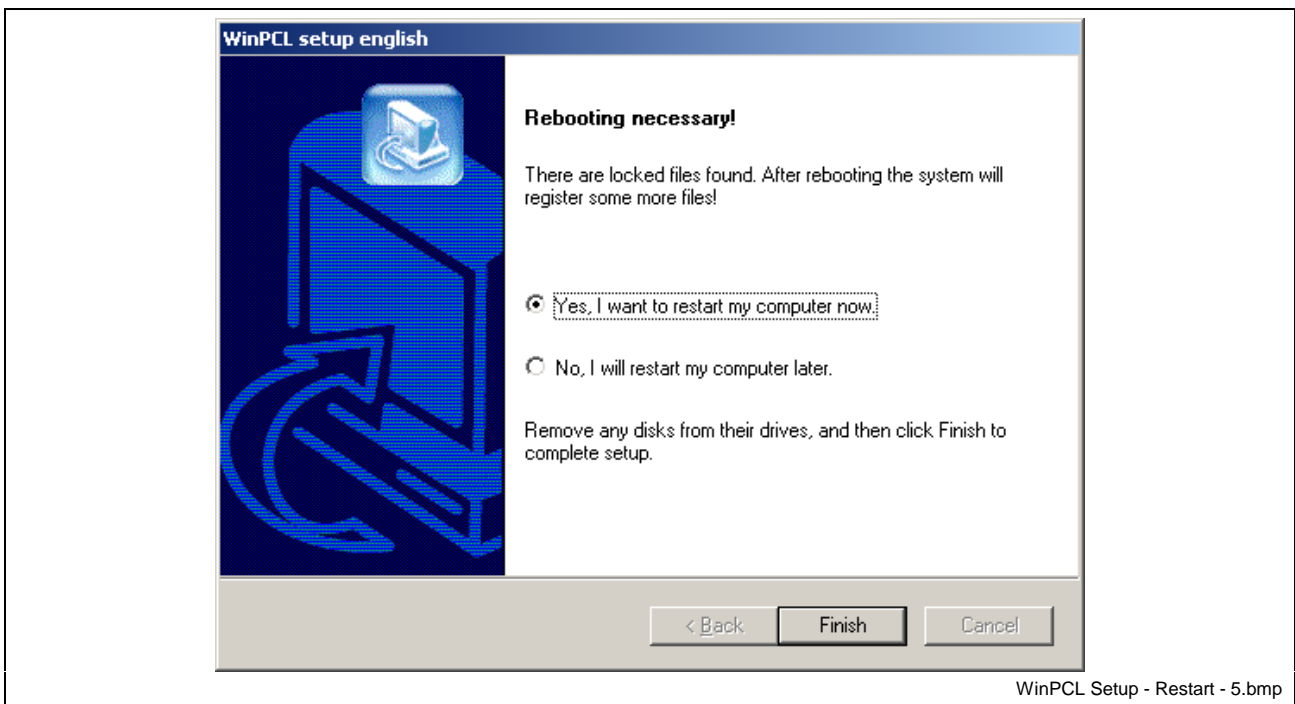 WinPCL setup english
Rebooting necessary!
There are locked files found. After rebooting the system will
register some more files!
Yes, I want to restart my computer now.
No, I will restart my computer later.
Remove any disks from their drives, and then click Finish to
complete setup.
< Back
Finish
Cancel
WinPCL Setup - Restart - 5.bmp